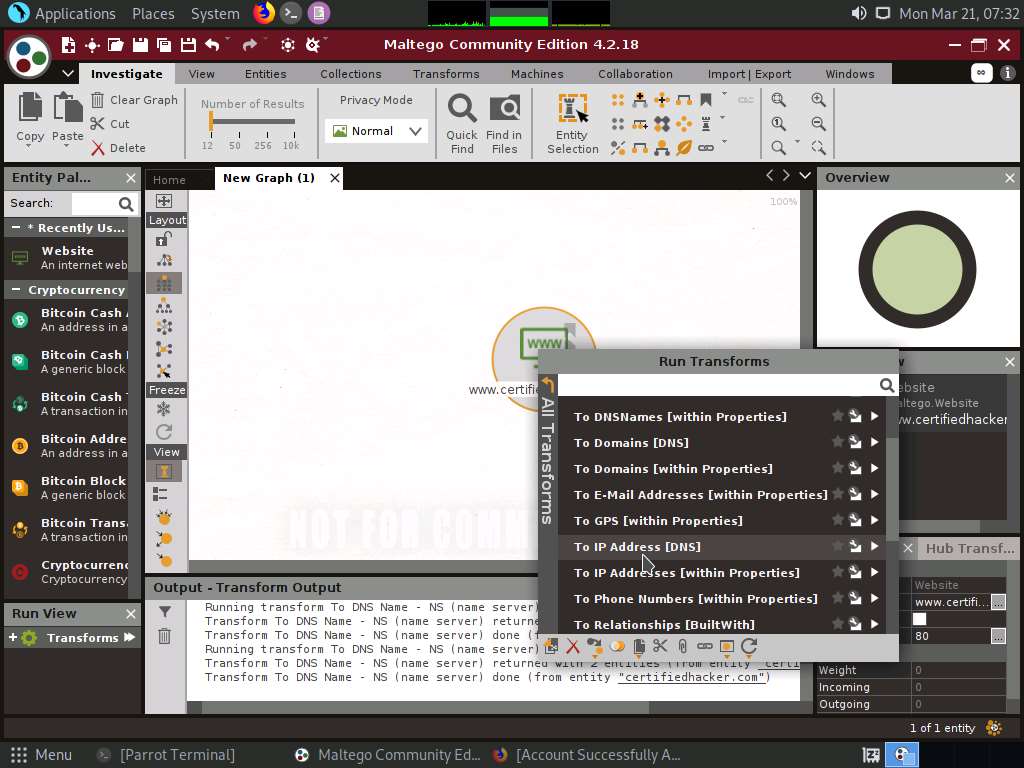 Applications Places System Mon Mar 21, 07:32
Maltego Community Edition 4.2.18
Investigate View Entities Collections Transforms Machines Collaboration Import | Export Windows
Copy
Paste
Clear Graph
Cut
Delete
Number of Results
12 50 256 10k
Privacy Mode
Normal
Quick Find
Find in Files
Entity Selection
Entity Pal...
Search:
* Recently Us...
Website
An internet web
Cryptocurrency
Bitcoin Cash
An address in a
Bitcoin Cash
A generic block
Bitcoin Cash
A transaction in
Bitcoin Addre
An address in a
Bitcoin Block
A generic block
Bitcoin Trans
A transaction in
Cryptocurrenc
Cryptocurrenc
Run View
Transforms
Home New Graph (1)
100%
Layout
Freeze
View
WWW
www.certifie
NOT FOR COMM
Run Transforms
All Transforms
To DNSNames [within Properties]
To Domains [DNS]
To Domains [within Properties]
To E-Mail Addresses [within Properties]
To GPS [within Properties]
To IP Address [DNS]
To IP Addresses [within Properties]
To Phone Numbers [within Properties]
To Relationships [BuiltWith]
Output - Transform Output
Running transform To DNS Name - NS (name server)
Transform To DNS Name - NS (name server) returne
Transform To DNS Name - NS (name server) done (f
Running transform To DNS Name - NS (name server)
Transform To DNS Name - NS (name server) returned with 2 entities (from entity "certi
Transform To DNS Name - NS (name server) done (from entity "certifiedhacker.com")
Overview
w
ebsite
altego.Website
w.certifiedhacker
Hub Transf...
Website
www.certifi... ...
80 ...
Weight 0
Incoming 0
Outgoing 0
1 of 1 entity
Menu [Parrot Terminal] Maltego Community Ed... [Account Successfully A...